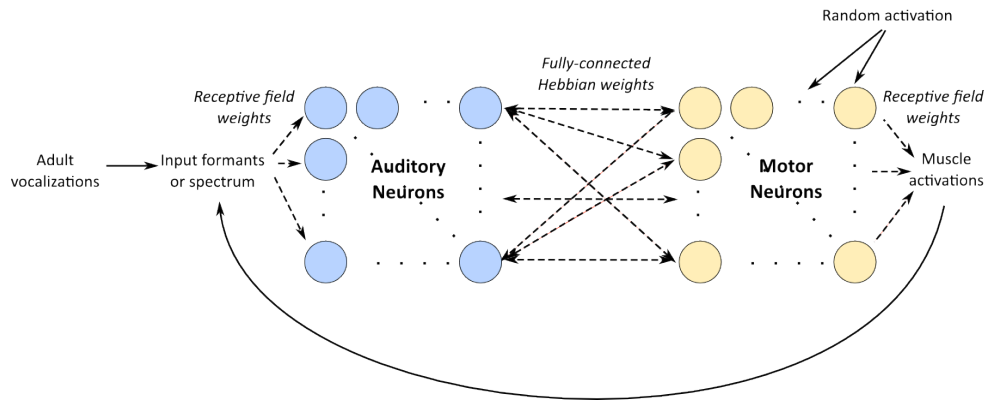 Random activation
Fully-connected
Hebbian weights
Receptive field
weights
Receptive field
weights
Adult
vocalizations
Input formants
or spectrum
Auditory
Neurons
Motor
Neurons
Muscle
activations